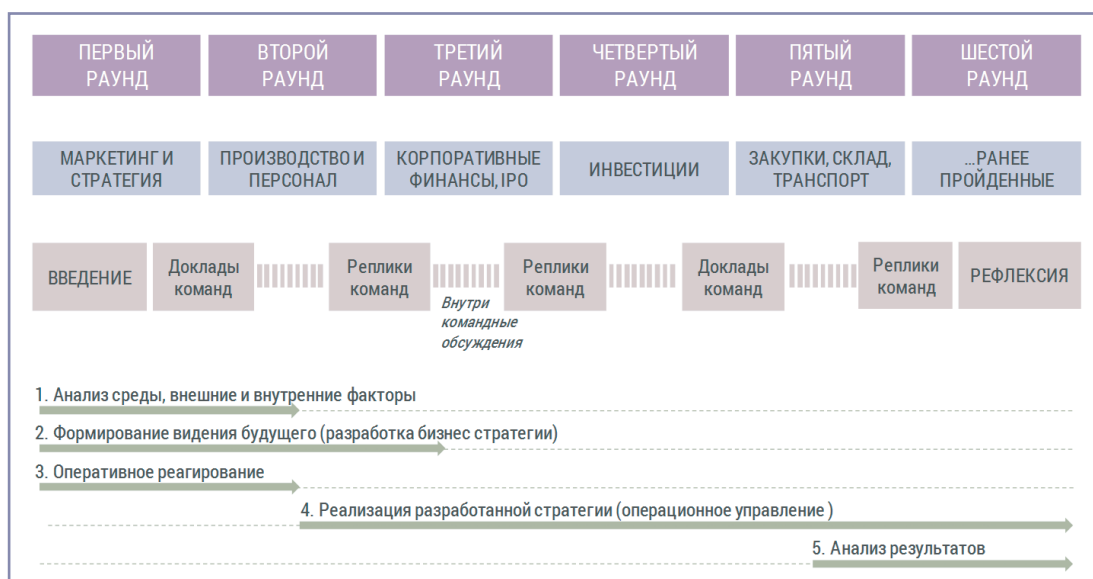 ПЕРВЫЙ
РАУНД
ВТОРОЙ
РАУНД
ТРЕТИЙ
РАУНД
ЧЕТВЕРТЫЙ
РАУНД
ПЯТЫЙ
РАУНД
ШЕСТОЙ
РАУНД
МАРКЕТИНГ И
СТРАТЕГИЯ
ПРОИЗВОДСТВО И
ПЕРСОНАЛ
КОРПОРАТИВНЫЕ
ФИНАНСЫ, IPO
ИНВЕСТИЦИИ
ЗАКУПКИ, СКЛАД,
ТРАНСПОРТ
...РАНЕЕ
ПРОЙДЕННЫЕ
ВВЕДЕНИЕ
Доклады
команд
Реплики
команд
Внутри
командные
обсуждения
Реплики
команд
Доклады
команд
Реплики
команд
РЕФЛЕКСИЯ
1. Анализ среды, внешние и внутренние факторы
2. Формирование видения будущего (разработка бизнес стратегии)
3. Оперативное реагирование
4. Реализация разработанной стратегии (операционное управление )
5. Анализ результатов